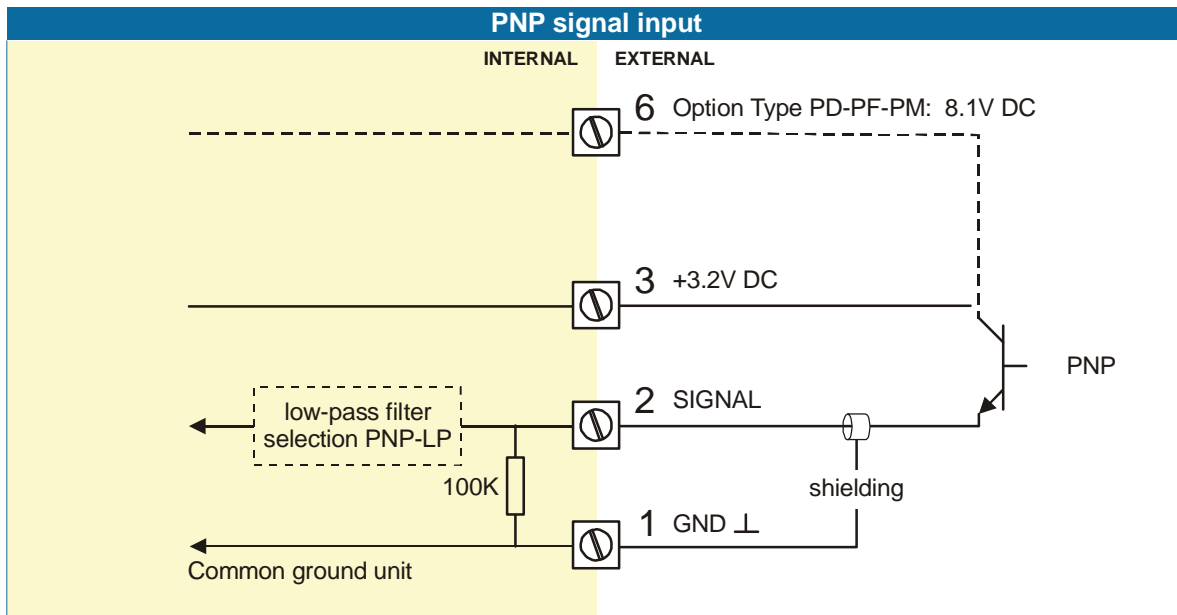 PNP signal input
INTERNAL EXTERNAL
6 Option Type PD-PF-PM: 8.1V DC
3 +3.2V DC
PNP
2 SIGNAL
low-pass filter
selection PNP-LP
100K
shielding
1 GND ⊥
Common ground unit